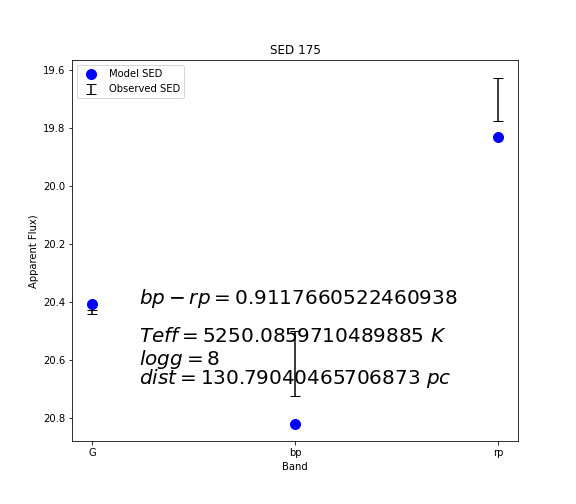 SED 175
Model SED
Observed SED
19.6
19.8
20.0
20.2
20.4
20.6
20.8
Apparent Flux)
bp − rp = 0.9117660522460938
Teff = 5250.0859710489885 K
logg = 8
dist = 130.79040465706873 pc
G bp rp
Band